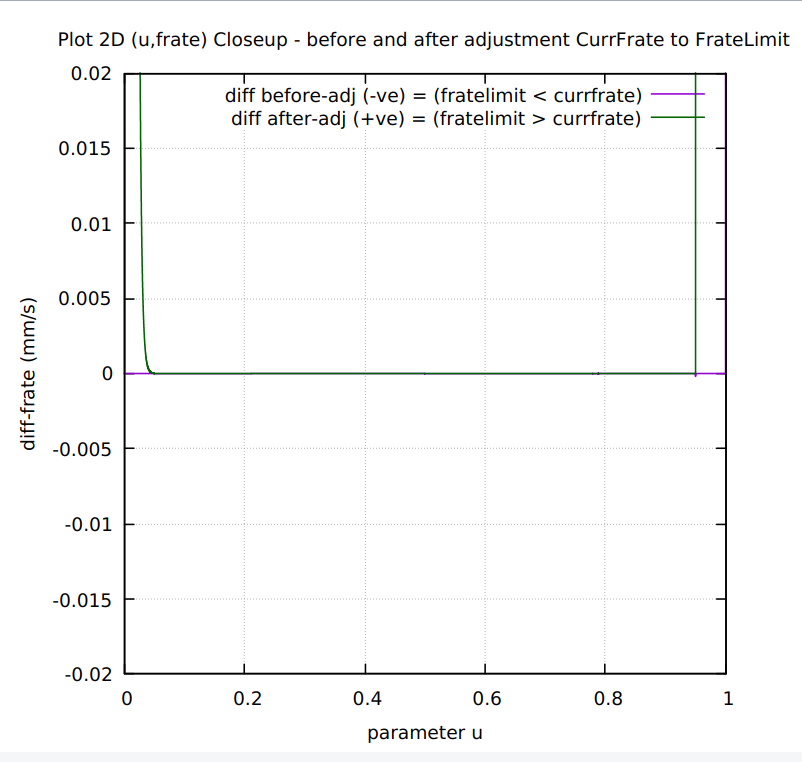 Plot 2D (u,frate) Closeup - before and after adjustment CurrFrate to FrateLimit
diff before-adj (-ve) = (fratelimit < currfrate)
diff after-adj (+ve) = (fratelimit > currfrate)
0.02
0.015
0.01
0.005
0
-0.005
-0.01
-0.015
-0.02
diff-frate (mm/s)
0 0.2 0.4 0.6 0.8 1
parameter u